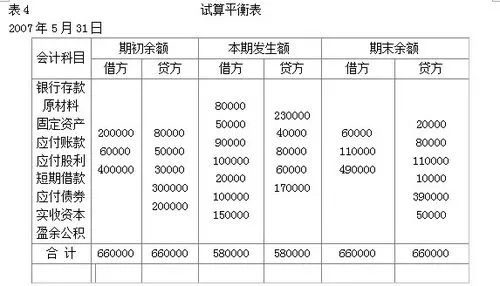 表4 试算平衡表
2007年5月31日
会计科目 期初余额 本期发生额 期末余额
借方 贷方 借方 贷方 借方 贷方
银行存款
原材料 80000
固定资产 50000 230000 20000
应付账款 200000 80000 90000 40000 60000 80000
应付股利 60000 50000 100000 80000 110000 110000
短期借款 400000 30000 20000 60000 490000 10000
应付债券 300000 100000 170000 390000
实收资本 200000 150000 50000
盈余公积
合 计 660000 660000 580000 580000 660000 660000